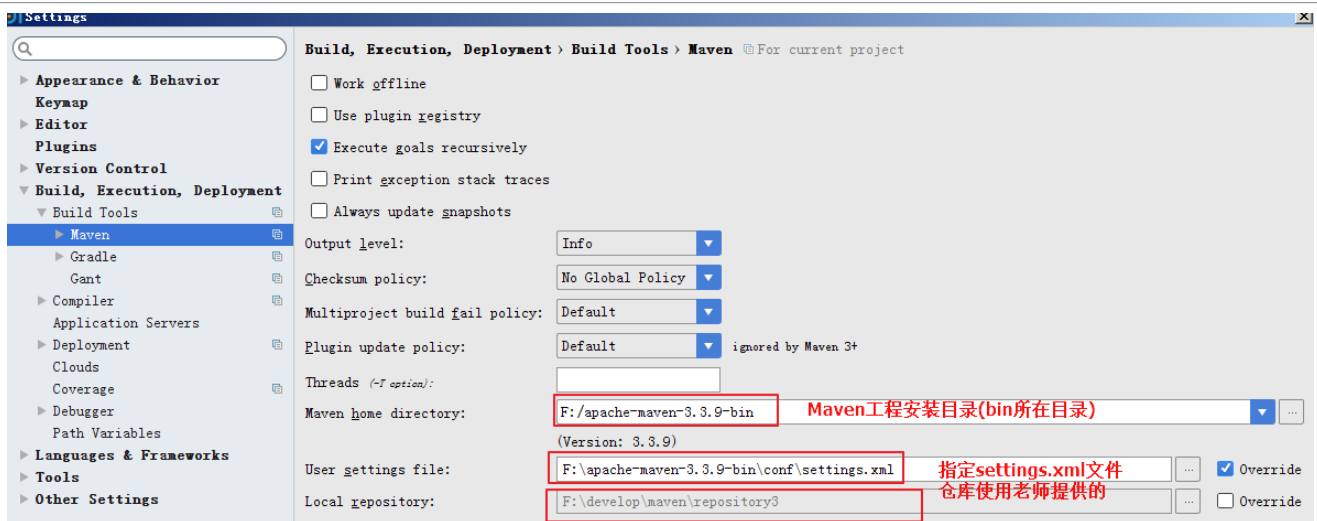 Settings
Build, Execution, Deployment › Build Tools › Maven For current project
Appearance & Behavior
Keymap
Editor
Plugins
Version Control
Build, Execution, Deployment
Build Tools
Maven
Gradle
Gant
Compiler
Application Servers
Deployment
Clouds
Coverage
Debugger
Path Variables
Languages & Frameworks
Tools
Other Settings
Work offline
Use plugin registry
Execute goals recursively
Print exception stack traces
Always update snapshots
Output level: Info
Checksum policy: No Global Policy
Multiproject build fail policy: Default
Plugin update policy: Default ignored by Maven 3+
Threads (-T option):
Maven home directory: F:/apache-maven-3.3.9-bin Maven工程安装目录(bin所在目录) ...
(Version: 3.3.9)
User settings file: F:\apache-maven-3.3.9-bin\conf\settings.xml 指定settings.xml文件 ... Override
仓库使用老师提供的
Local repository: F:\develop\maven\repository3 ... Override